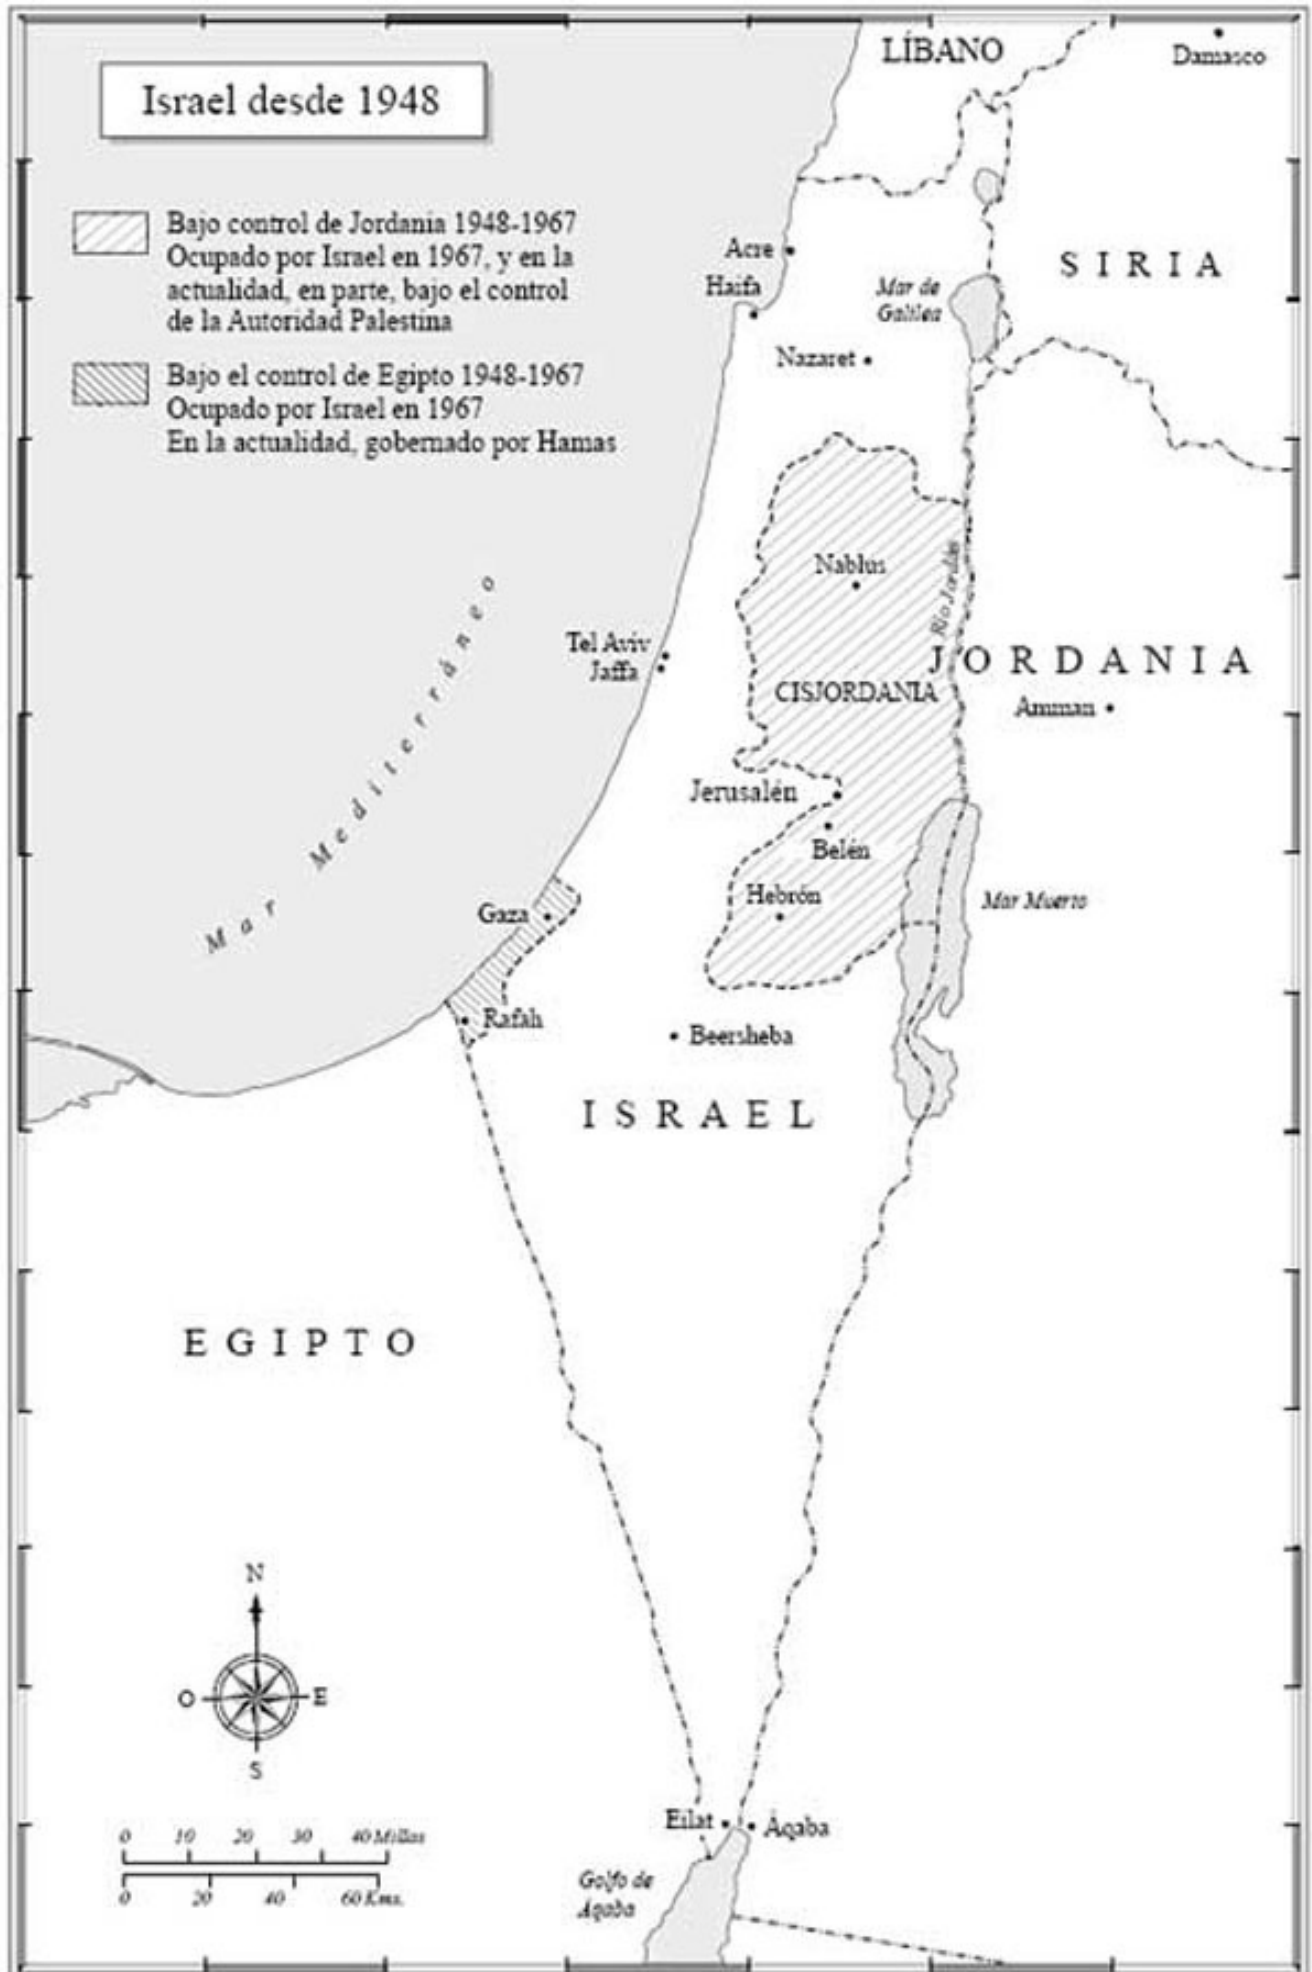 Israel desde 1948
Bajo control de Jordania 1948-1967
Ocupado por Israel en 1967, y en la
actualidad, en parte, bajo el control
de la Autoridad Palestina
Bajo el control de Egipto 1948-1967
Ocupado por Israel en 1967
En la actualidad, gobernado por Hamas
LÍBANO
Damasco
SIRIA
Acre
Haifa
Mar de
Galilea
Nazaret
Nablus
Río Jordán
Mar Mediterráneo
Tel Aviv
Jaffa
JORDANIA
CISJORDANIA
Amman
Jerusalén
Belén
Hebrón
Mar Muerto
Gaza
Rafah
Beersheba
ISRAEL
EGIPTO
N
O
E
S
0 10 20 30 40 Millas
0 20 40 60 Kms.
Eilat
Áqaba
Golfo de
Áqaba